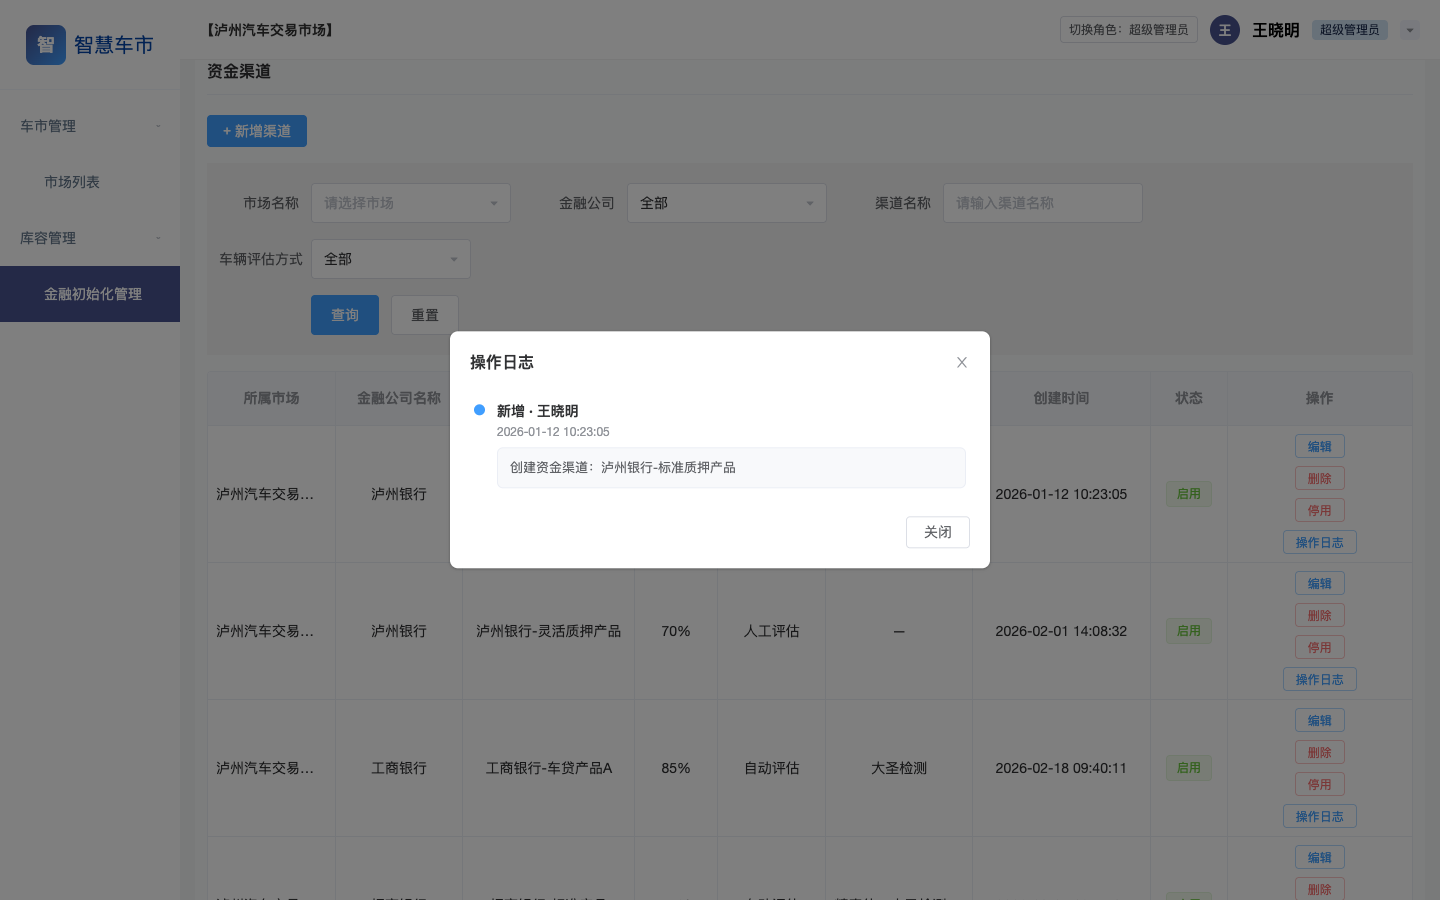 智 智慧车市
【泸州汽车交易市场】
切换角色：超级管理员 王 王晓明 超级管理员
车市管理
市场列表
库容管理
金融初始化管理
资金渠道
+ 新增渠道
市场名称 请选择市场 金融公司 全部 渠道名称 请输入渠道名称
车辆评估方式 全部
查询 重置
所属市场 金融公司名称 创建时间 状态 操作
操作日志
新增 · 王晓明
2026-01-12 10:23:05
创建资金渠道：泸州银行-标准质押产品
关闭
泸州汽车交易... 泸州银行 2026-01-12 10:23:05 启用
编辑
删除
停用
操作日志
泸州汽车交易... 泸州银行 泸州银行-灵活质押产品 70% 人工评估 — 2026-02-01 14:08:32 启用
编辑
删除
停用
操作日志
泸州汽车交易... 工商银行 工商银行-车贷产品A 85% 自动评估 大圣检测 2026-02-18 09:40:11 启用
编辑
删除
停用
操作日志
编辑
删除